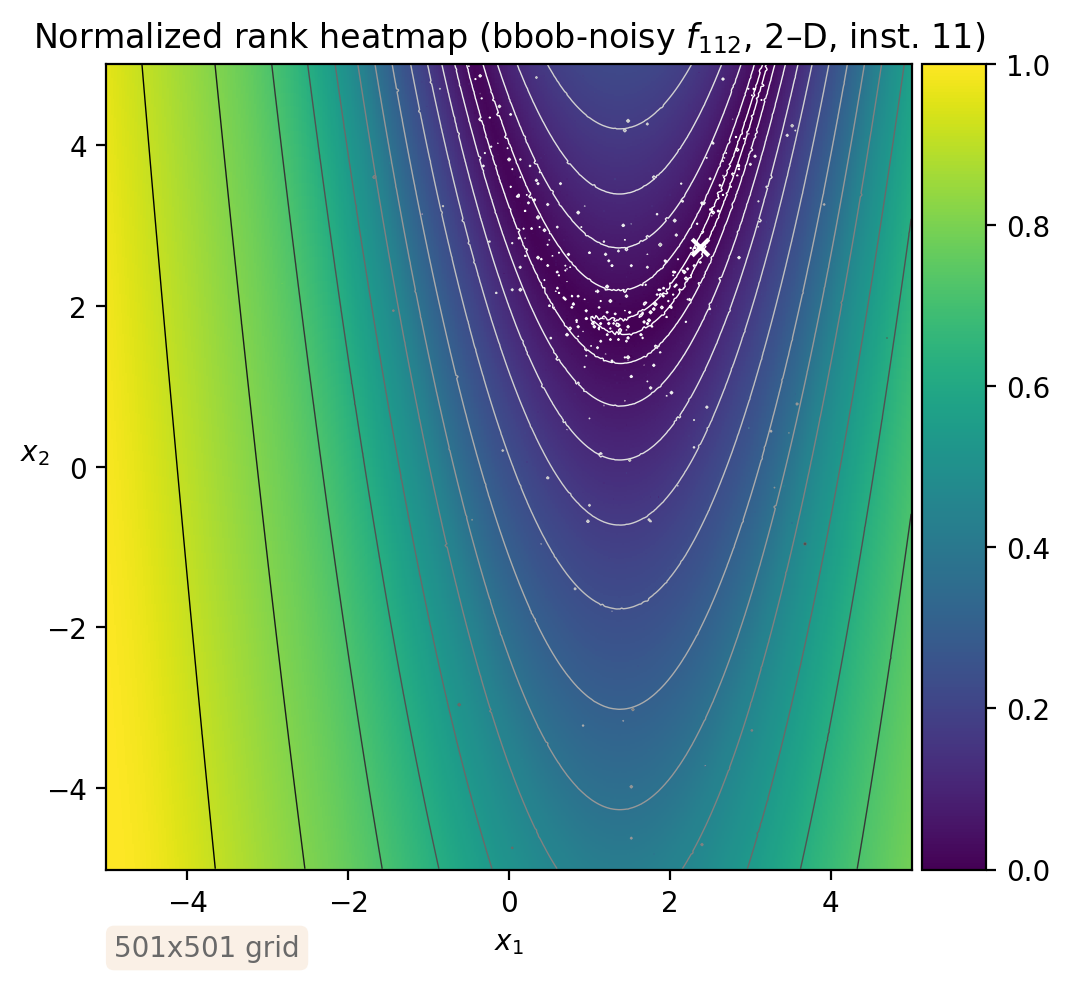 Normalized rank heatmap (bbob-noisy f₁₁₂, 2–D, inst. 11)
1.0
0.8
0.6
0.4
0.2
0.0
4
2
0
−2
−4
x₂
−4 −2 0 2 4
x₁
501x501 grid